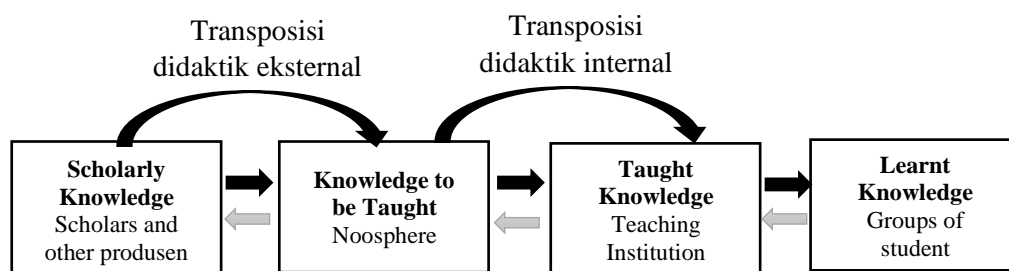 Transposisi
didaktik eksternal
Transposisi
didaktik internal
Scholarly
Knowledge
Scholars and
other produsen
Knowledge to
be Taught
Noosphere
Taught
Knowledge
Teaching
Institution
Learnt
Knowledge
Groups of
student